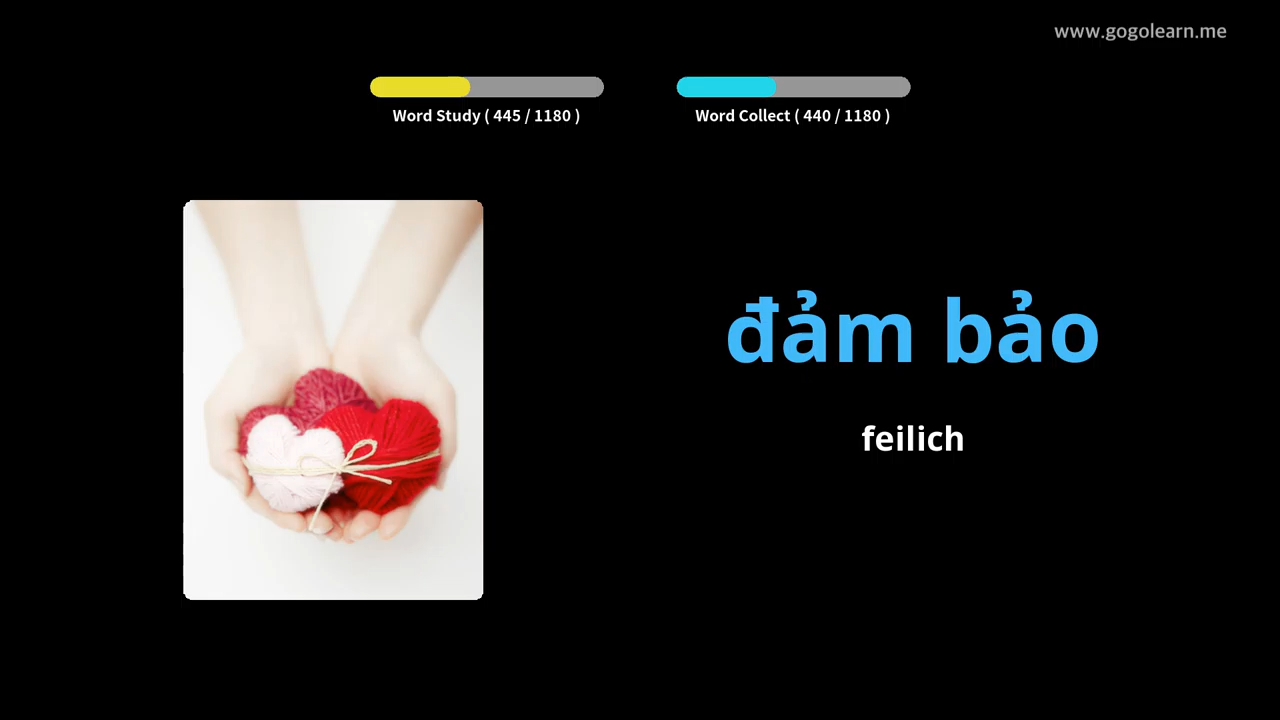 www.gogolearn.me
Word Study ( 445 / 1180 )
Word Collect ( 440 / 1180 )
đảm bảo
feilich